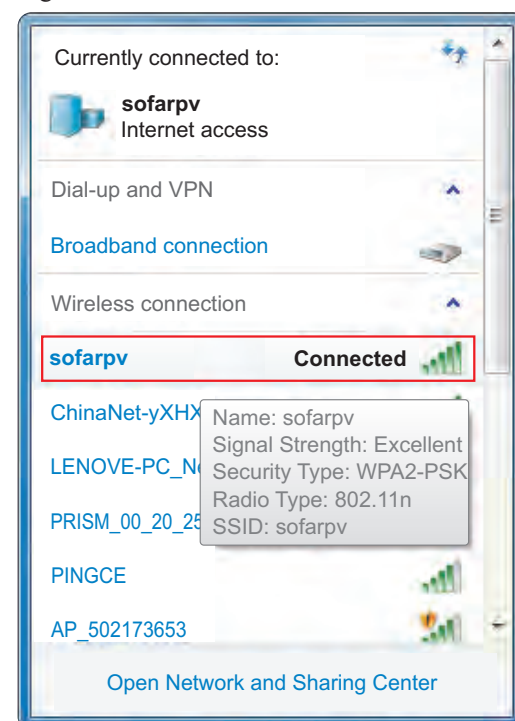 Currently connected to:
sofarpv
Internet access
Dial-up and VPN
Broadband connection
Wireless connection
sofarpv Connected
ChinaNet-yXHX
Name: sofarpv
Signal Strength: Excellent
LENOVE-PC_N
Security Type: WPA2-PSK
Radio Type: 802.11n
PRISM_00_20_25
SSID: sofarpv
PINGCE
AP_502173653
Open Network and Sharing Center